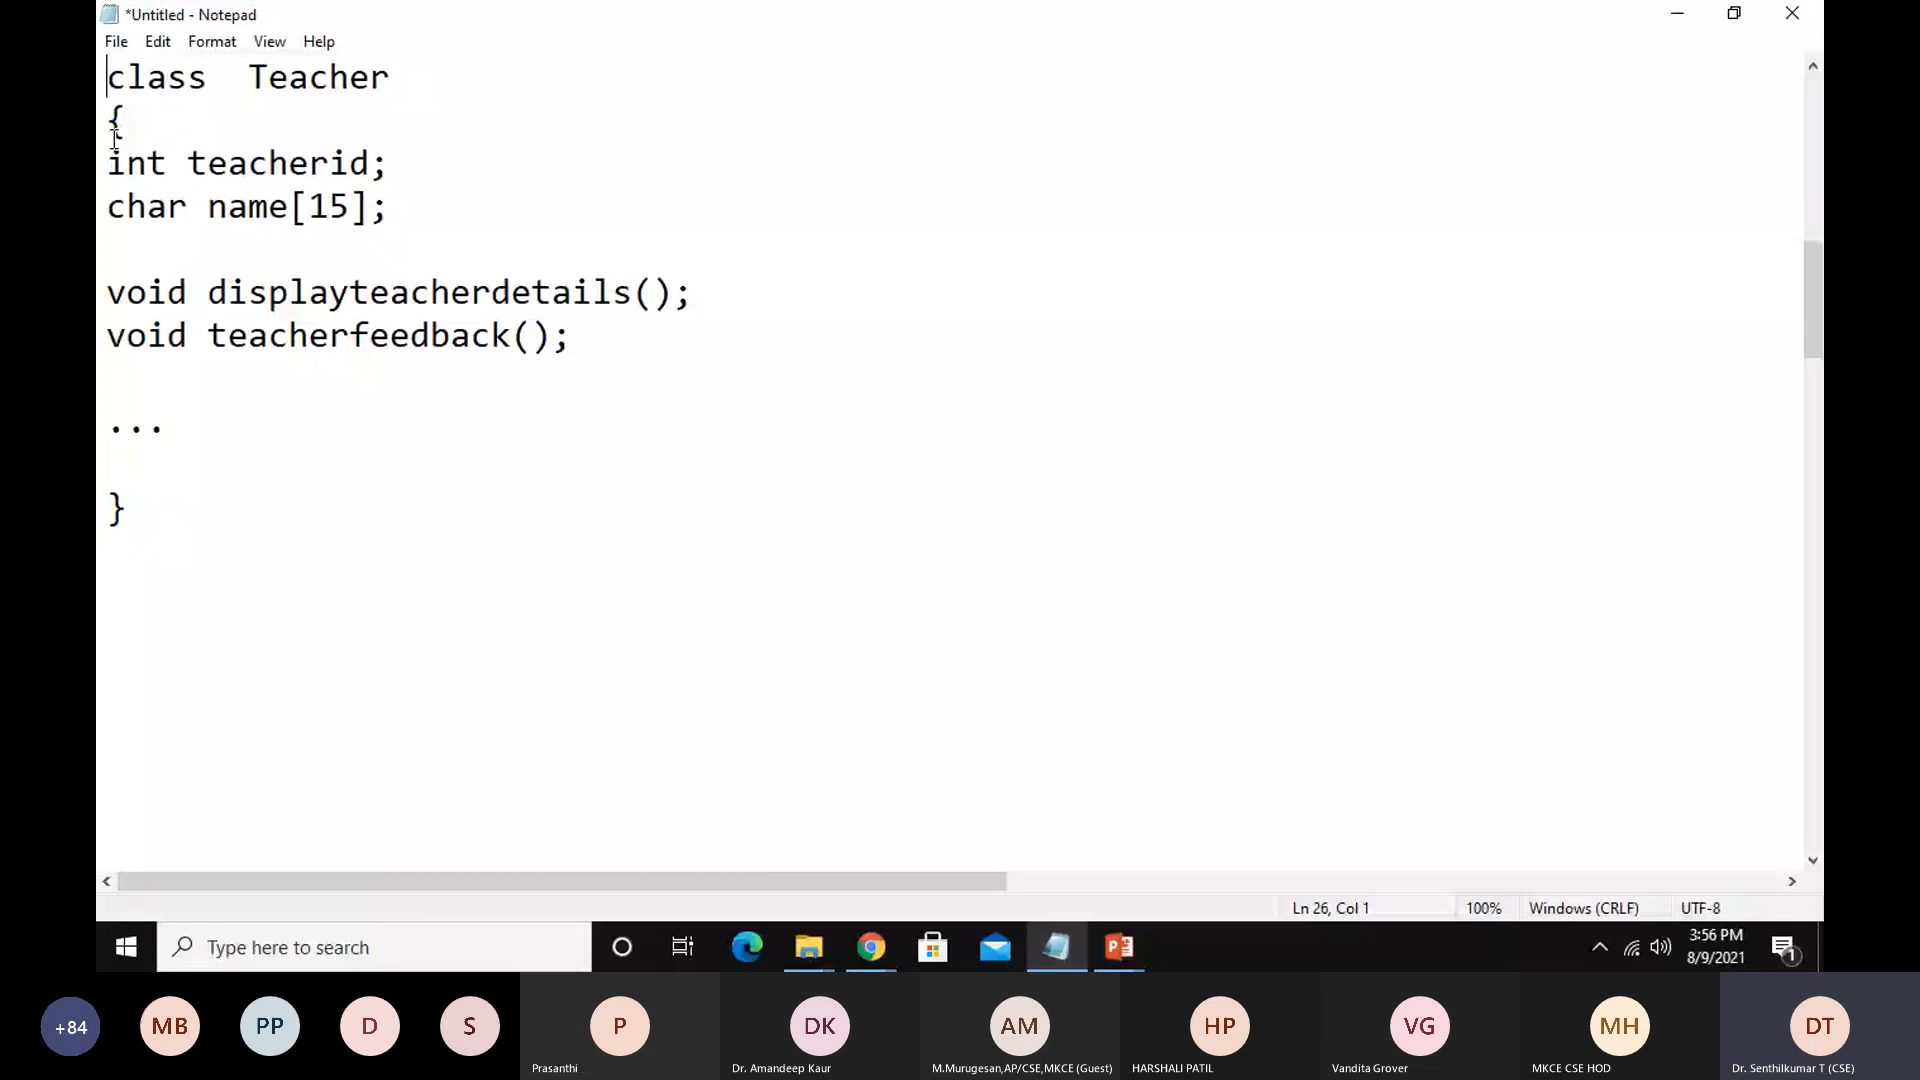 *Untitled - Notepad
File Edit Format View Help
class  Teacher
{
int teacherid;
char name[15];
void displayteacherdetails();
void teacherfeedback();
...
}
Ln 26, Col 1 100% Windows (CRLF) UTF-8
Type here to search
3:56 PM
8/9/2021
1
+84 MB PP D S P DK AM HP VG MH DT
Prasanthi Dr. Amandeep Kaur M.Murugesan,AP/CSE,MKCE (Guest) HARSHALI PATIL Vandita Grover MKCE CSE HOD Dr. Senthilkumar T (CSE)